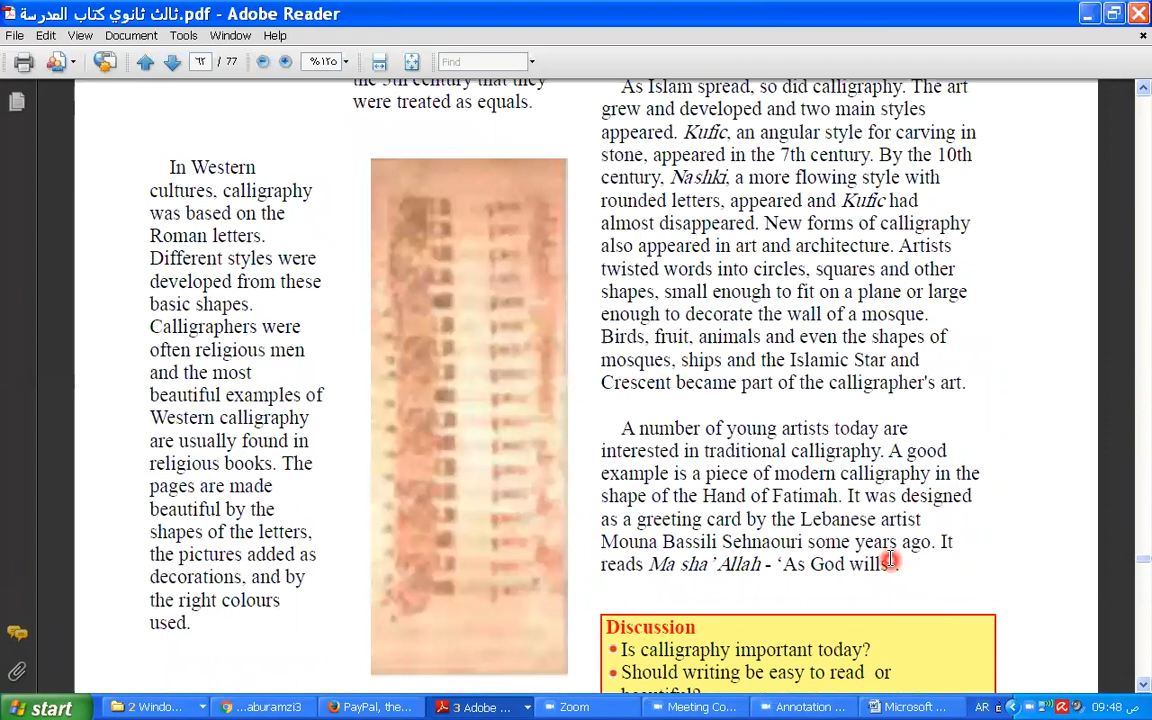 ثالث ثانوي كتاب المدرسة.pdf - Adobe Reader
File Edit View Document Tools Window Help
٦٢ / 77 %١٢٥ Find
were treated as equals.
In Western
cultures, calligraphy
was based on the
Roman letters.
Different styles were
developed from these
basic shapes.
Calligraphers were
often religious men
and the most
beautiful examples of
Western calligraphy
are usually found in
religious books. The
pages are made
beautiful by the
shapes of the letters,
the pictures added as
decorations, and by
the right colours
used.
As Islam spread, so did calligraphy. The art
grew and developed and two main styles
appeared. Kufic, an angular style for carving in
stone, appeared in the 7th century. By the 10th
century, Nashki, a more flowing style with
rounded letters, appeared and Kufic had
almost disappeared. New forms of calligraphy
also appeared in art and architecture. Artists
twisted words into circles, squares and other
shapes, small enough to fit on a plane or large
enough to decorate the wall of a mosque.
Birds, fruit, animals and even the shapes of
mosques, ships and the Islamic Star and
Crescent became part of the calligrapher's art.
A number of young artists today are
interested in traditional calligraphy. A good
example is a piece of modern calligraphy in the
shape of the Hand of Fatimah. It was designed
as a greeting card by the Lebanese artist
Mouna Bassili Sehnaouri some years ago. It
reads Ma sha ’Allah - ‘As God wills’.
Discussion
• Is calligraphy important today?
• Should writing be easy to read or
start 2 Windo... ...aburamzi3 PayPal, the... 3 Adobe ... Zoom Meeting Co... Annotation ... Microsoft ... AR 09:48 ص